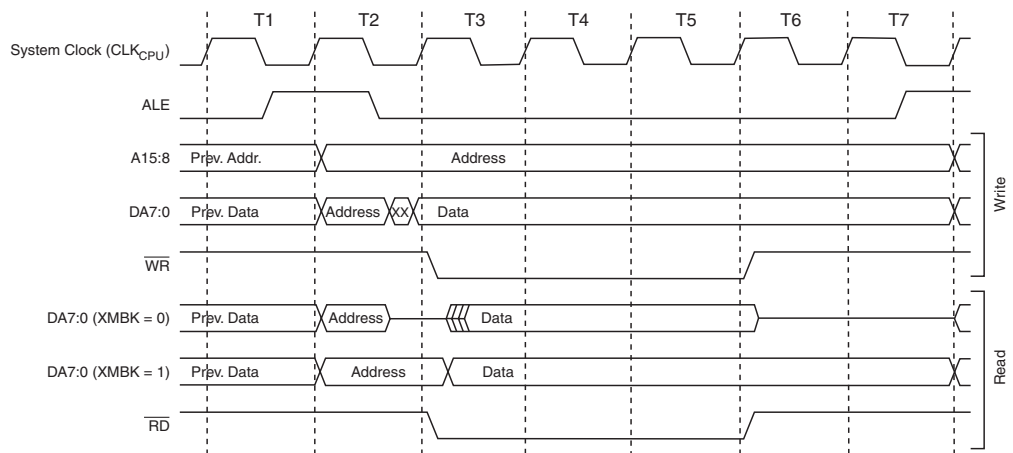 T1 T2 T3 T4 T5 T6 T7
System Clock (CLKCPU)
ALE
A15:8 Prev. Addr. Address
DA7:0 Prev. Data Address XX Data
WR
Write
DA7:0 (XMBK = 0) Prev. Data Address Data
DA7:0 (XMBK = 1) Prev. Data Address Data
RD
Read